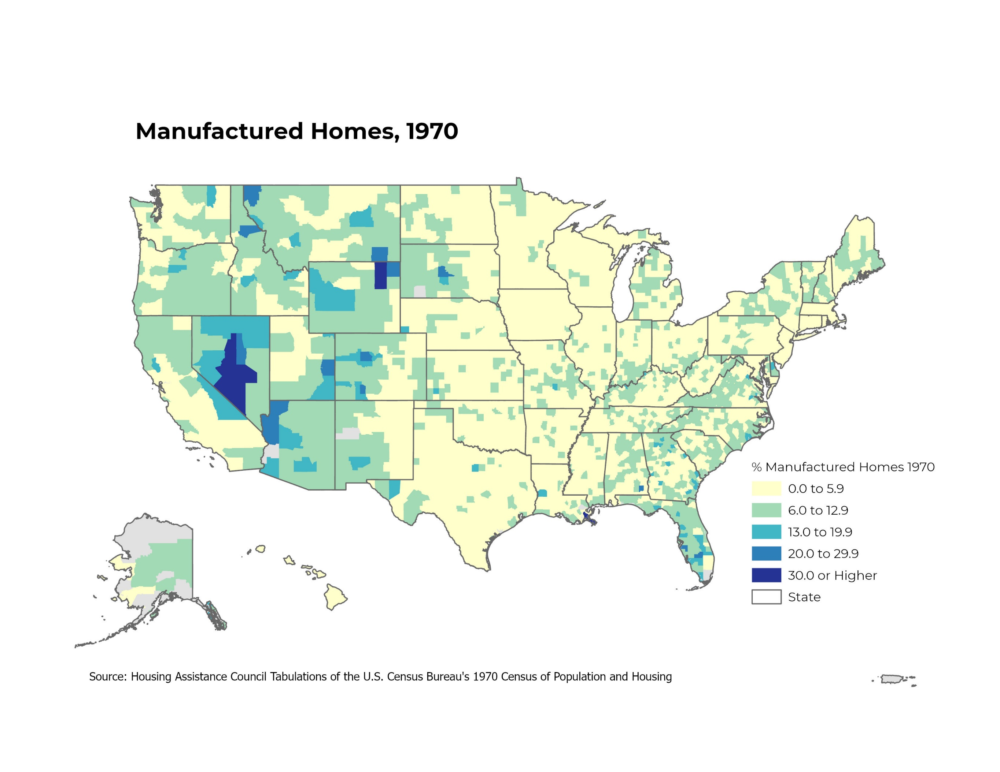 Manufactured Homes, 1970
% Manufactured Homes 1970
0.0 to 5.9
6.0 to 12.9
13.0 to 19.9
20.0 to 29.9
30.0 or Higher
State
Source: Housing Assistance Council Tabulations of the U.S. Census Bureau's 1970 Census of Population and Housing